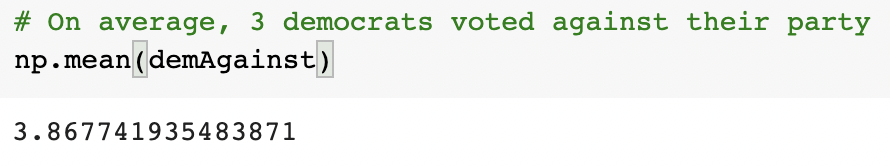 # On average, 3 democrats voted against their party
np.mean(demAgainst)
3.867741935483871